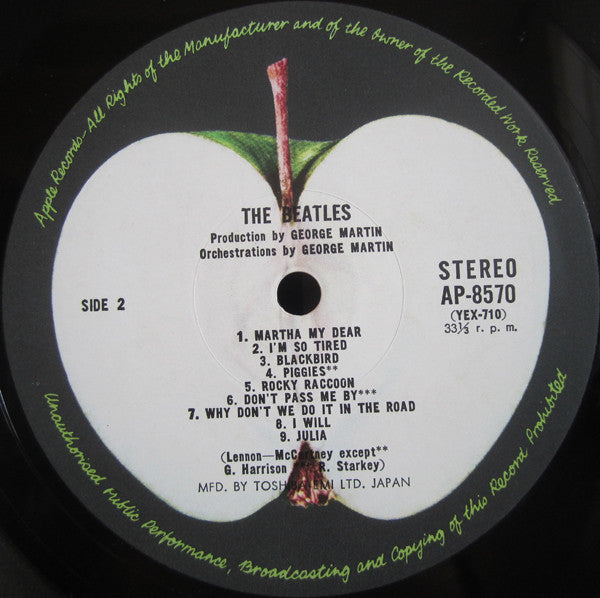 Apple Records-All Rights of the Manufacturer and of the Owner of the Recorded Work Reserved
THE BEATLES
Production by GEORGE MARTIN
Orchestrations by GEORGE MARTIN
STEREO
AP-8570
(YEX-710)
33⅓ r. p. m.
SIDE 2
1. MARTHA MY DEAR
2. I'M SO TIRED
3. BLACKBIRD
4. PIGGIES**
5. ROCKY RACCOON
6. DON'T PASS ME BY***
7. WHY DON'T WE DO IT IN THE ROAD
8. I WILL
9. JULIA
(Lennon—McCartney except**
G. Harrison *** R. Starkey)
MFD. BY TOSHIBA-EMI LTD. JAPAN
Unauthorised Public Performance, Broadcasting and Copying of this Record Prohibited